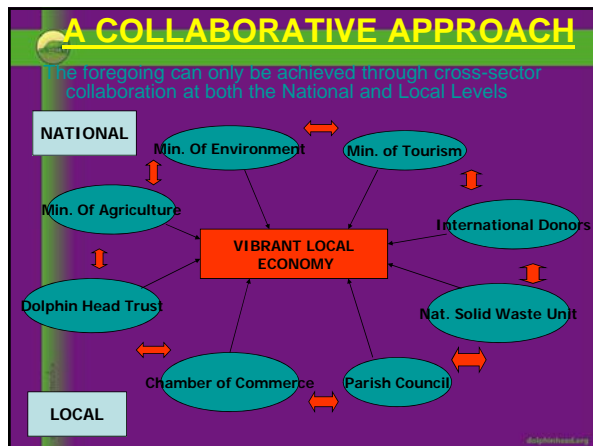 A COLLABORATIVE APPROACH
The foregoing can only be achieved through cross-sector
collaboration at both the National and Local Levels
NATIONAL
Min. Of Environment
Min. of Tourism
Min. Of Agriculture
International Donors
VIBRANT LOCAL
ECONOMY
Dolphin Head Trust
Nat. Solid Waste Unit
Chamber of Commerce
Parish Council
LOCAL
dolphinhead.org